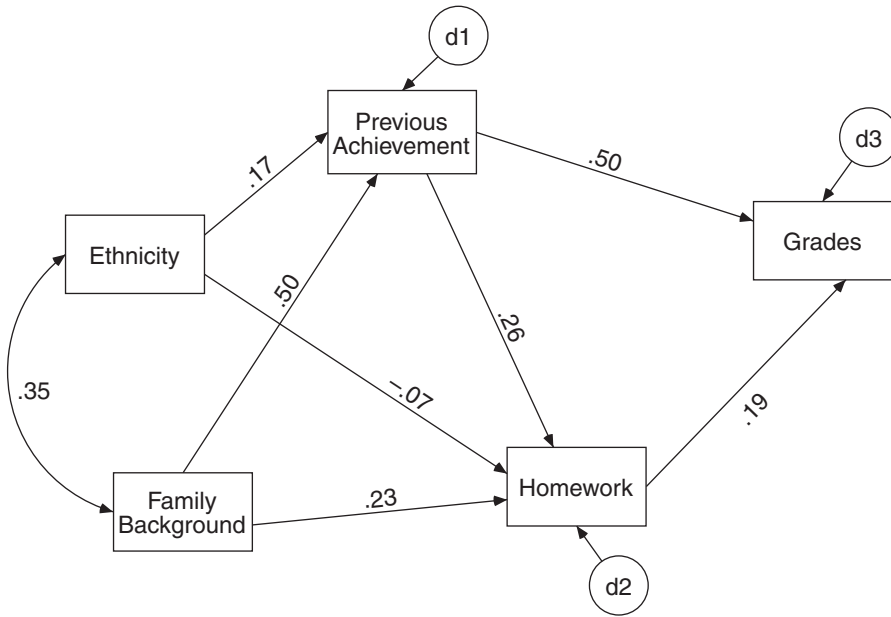 d1
Previous
Achievement
.17
.50
d3
Grades
Ethnicity
.50
.26
.35
–.07
.19
Family
Background
.23
Homework
d2